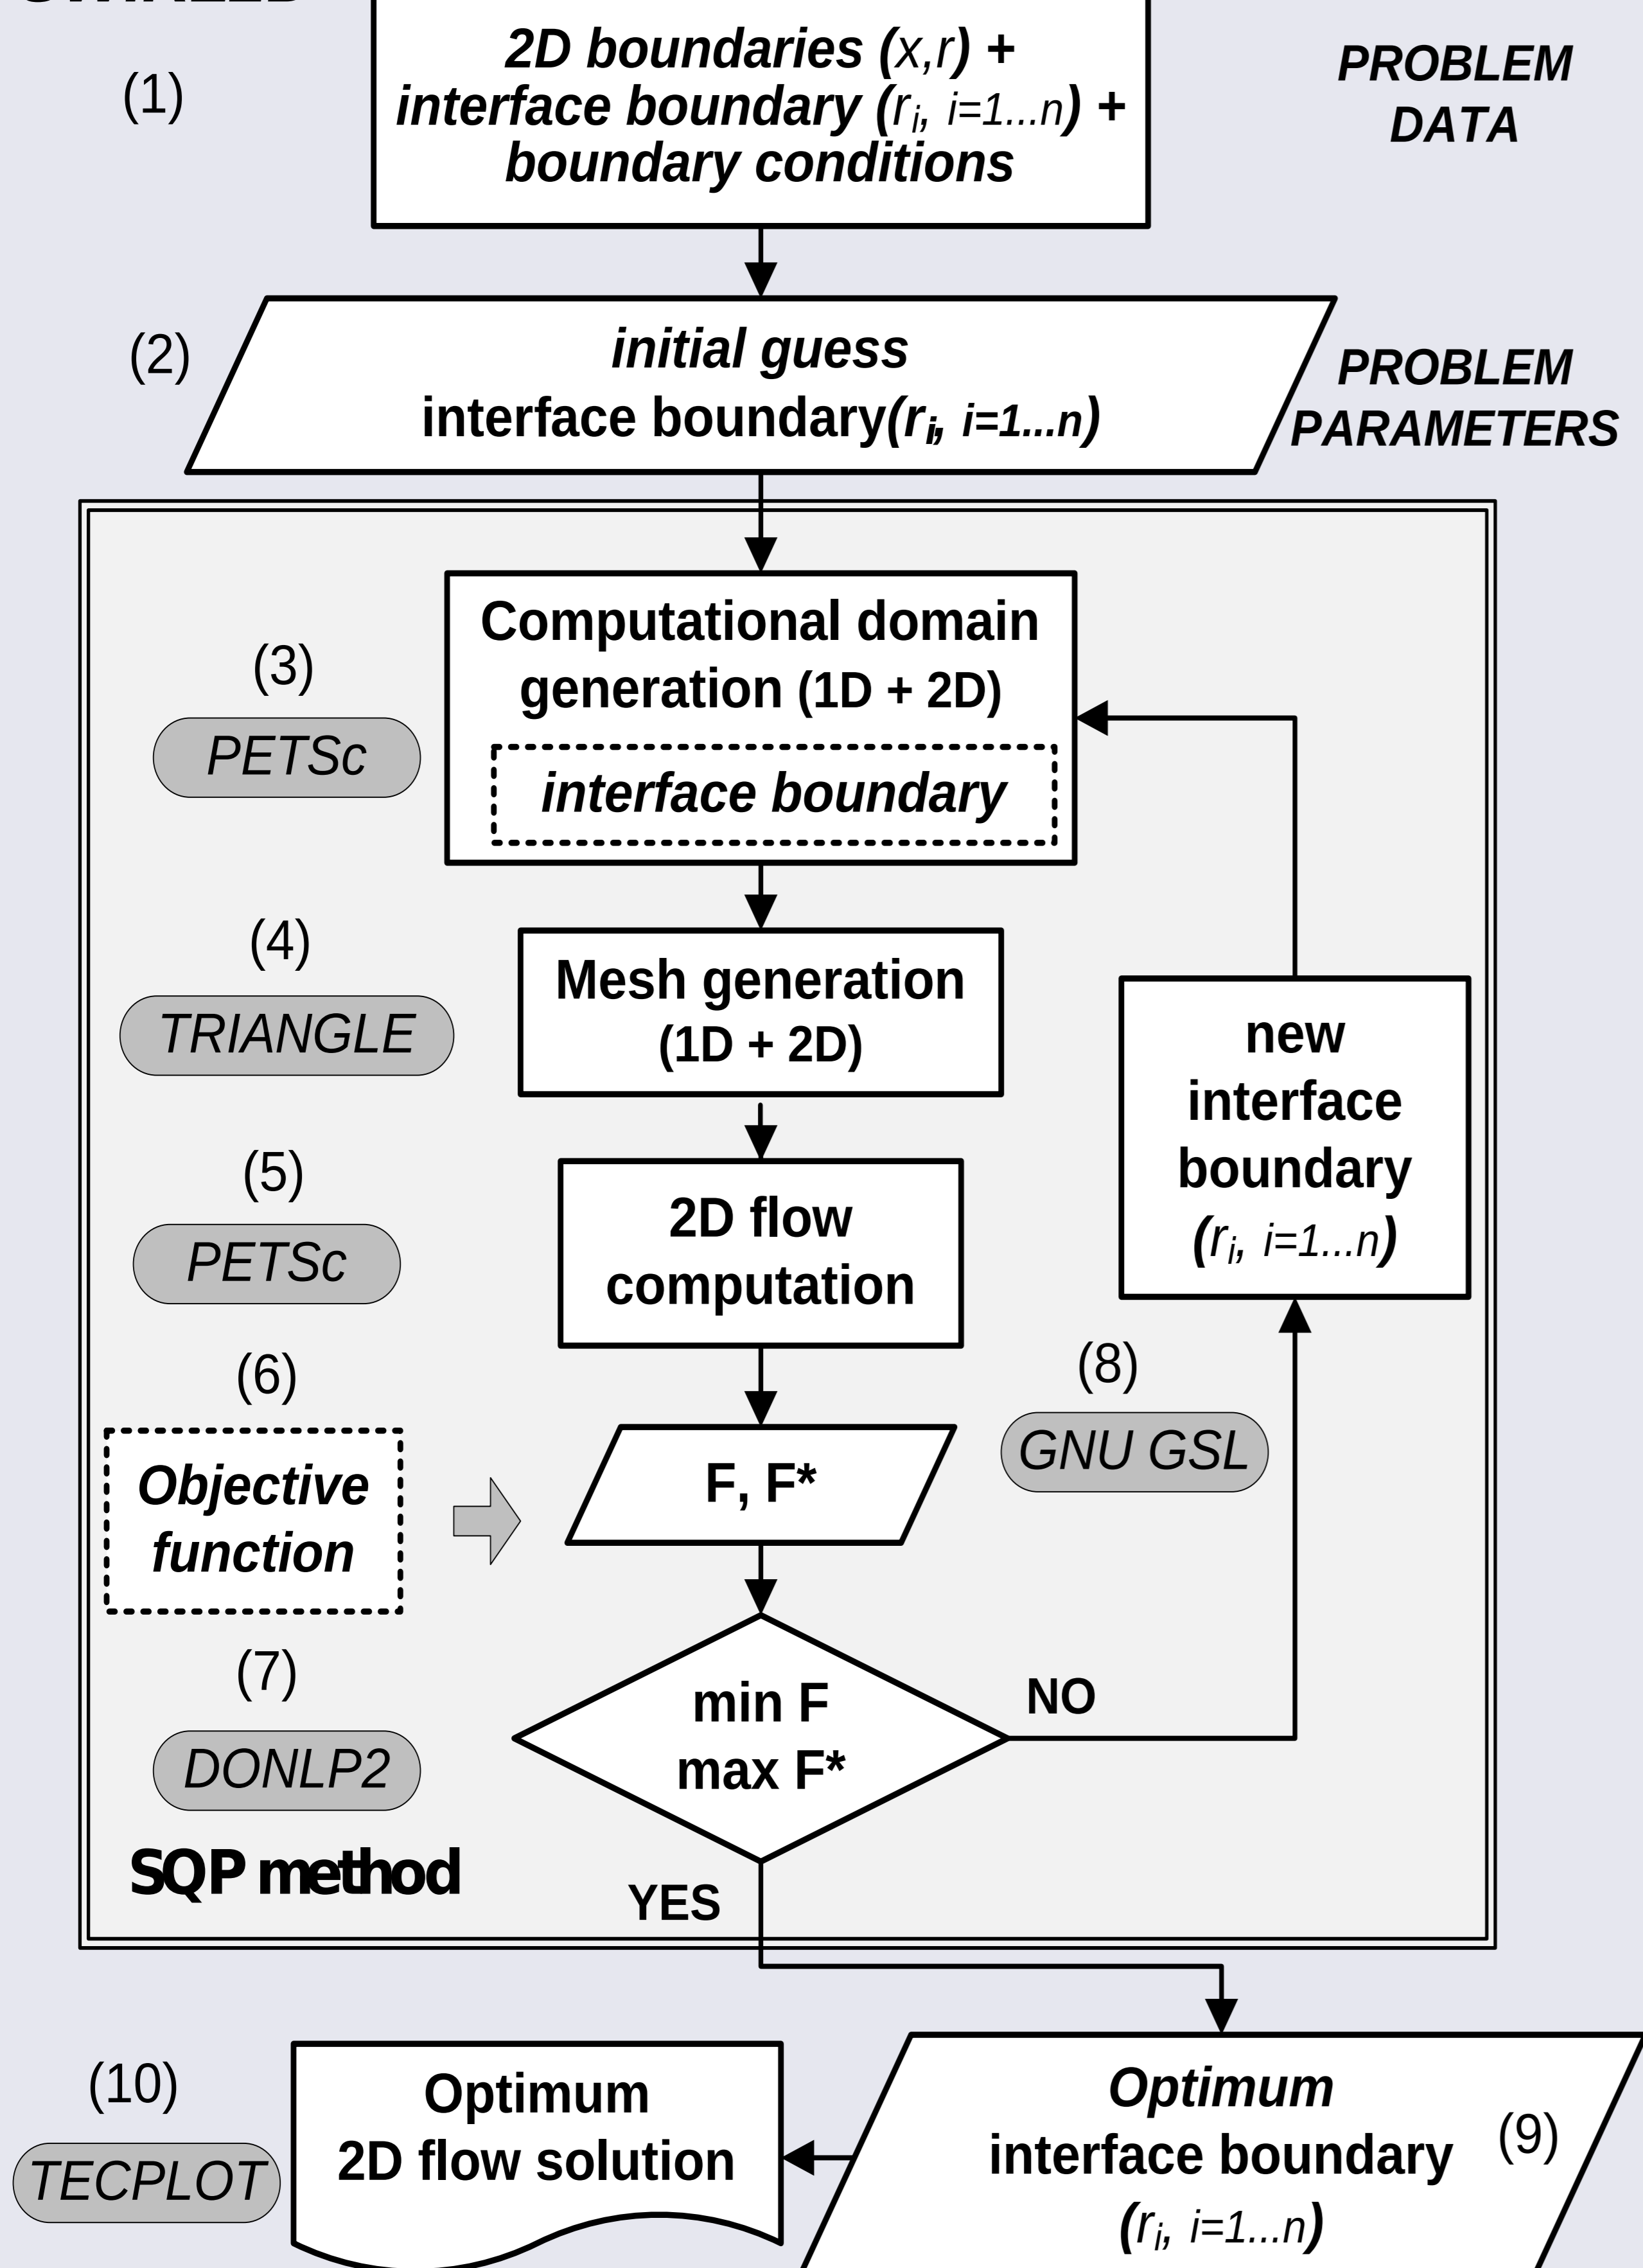 (1)
2D boundaries (x,r) +
interface boundary (ri, i=1...n) +
boundary conditions
PROBLEM
DATA
(2)
initial guess
interface boundary(ri, i=1...n)
PROBLEM
PARAMETERS
(3)
PETSc
Computational domain
generation (1D + 2D)
interface boundary
(4)
TRIANGLE
Mesh generation
(1D + 2D)
new
interface
boundary
(ri, i=1...n)
(5)
PETSc
2D flow
computation
(6)
Objective
function
F, F*
(8)
GNU GSL
(7)
DONLP2
SQP method
min F
max F*
NO
YES
(9)
Optimum
interface boundary
(ri, i=1...n)
(10)
TECPLOT
Optimum
2D flow solution